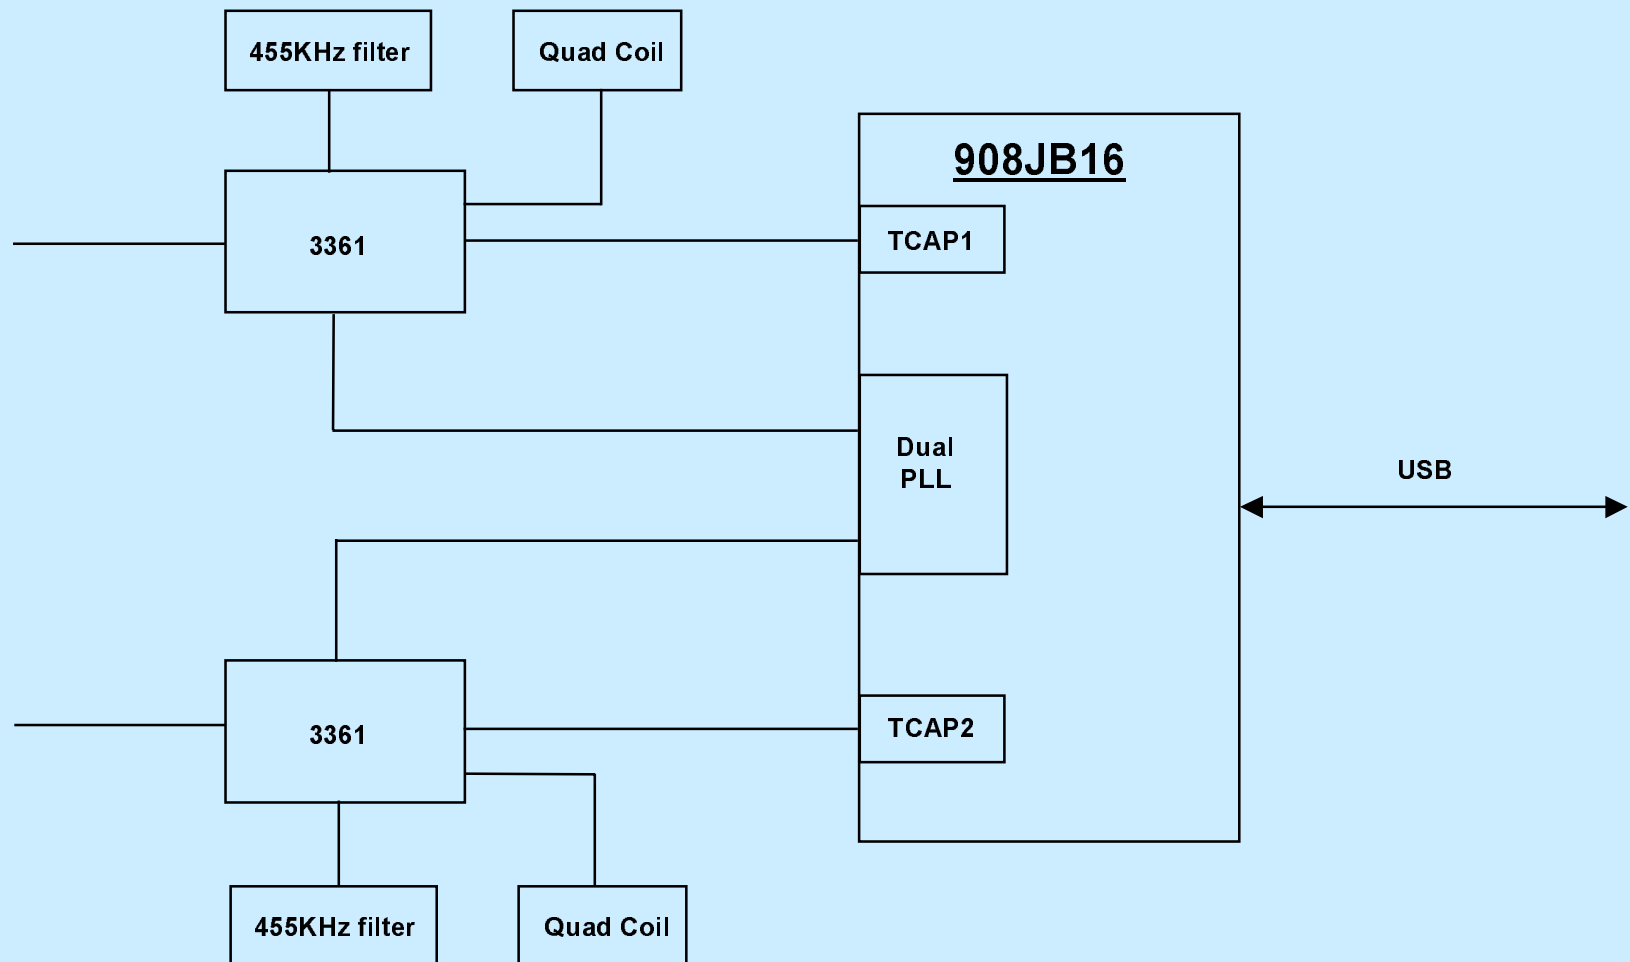 455KHz filter
Quad Coil
908JB16
3361
TCAP1
Dual
PLL
USB
3361
TCAP2
455KHz filter
Quad Coil